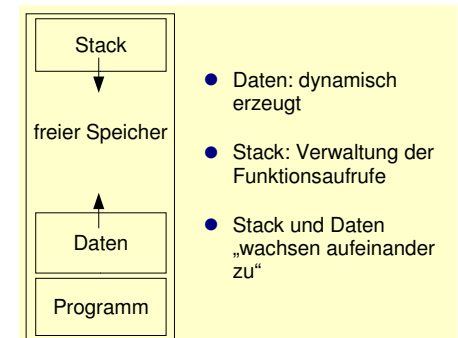 Stack
freier Speicher
Daten
Programm
● Daten: dynamisch
erzeugt
● Stack: Verwaltung der
Funktionsaufrufe
● Stack und Daten
„wachsen aufeinander
zu“